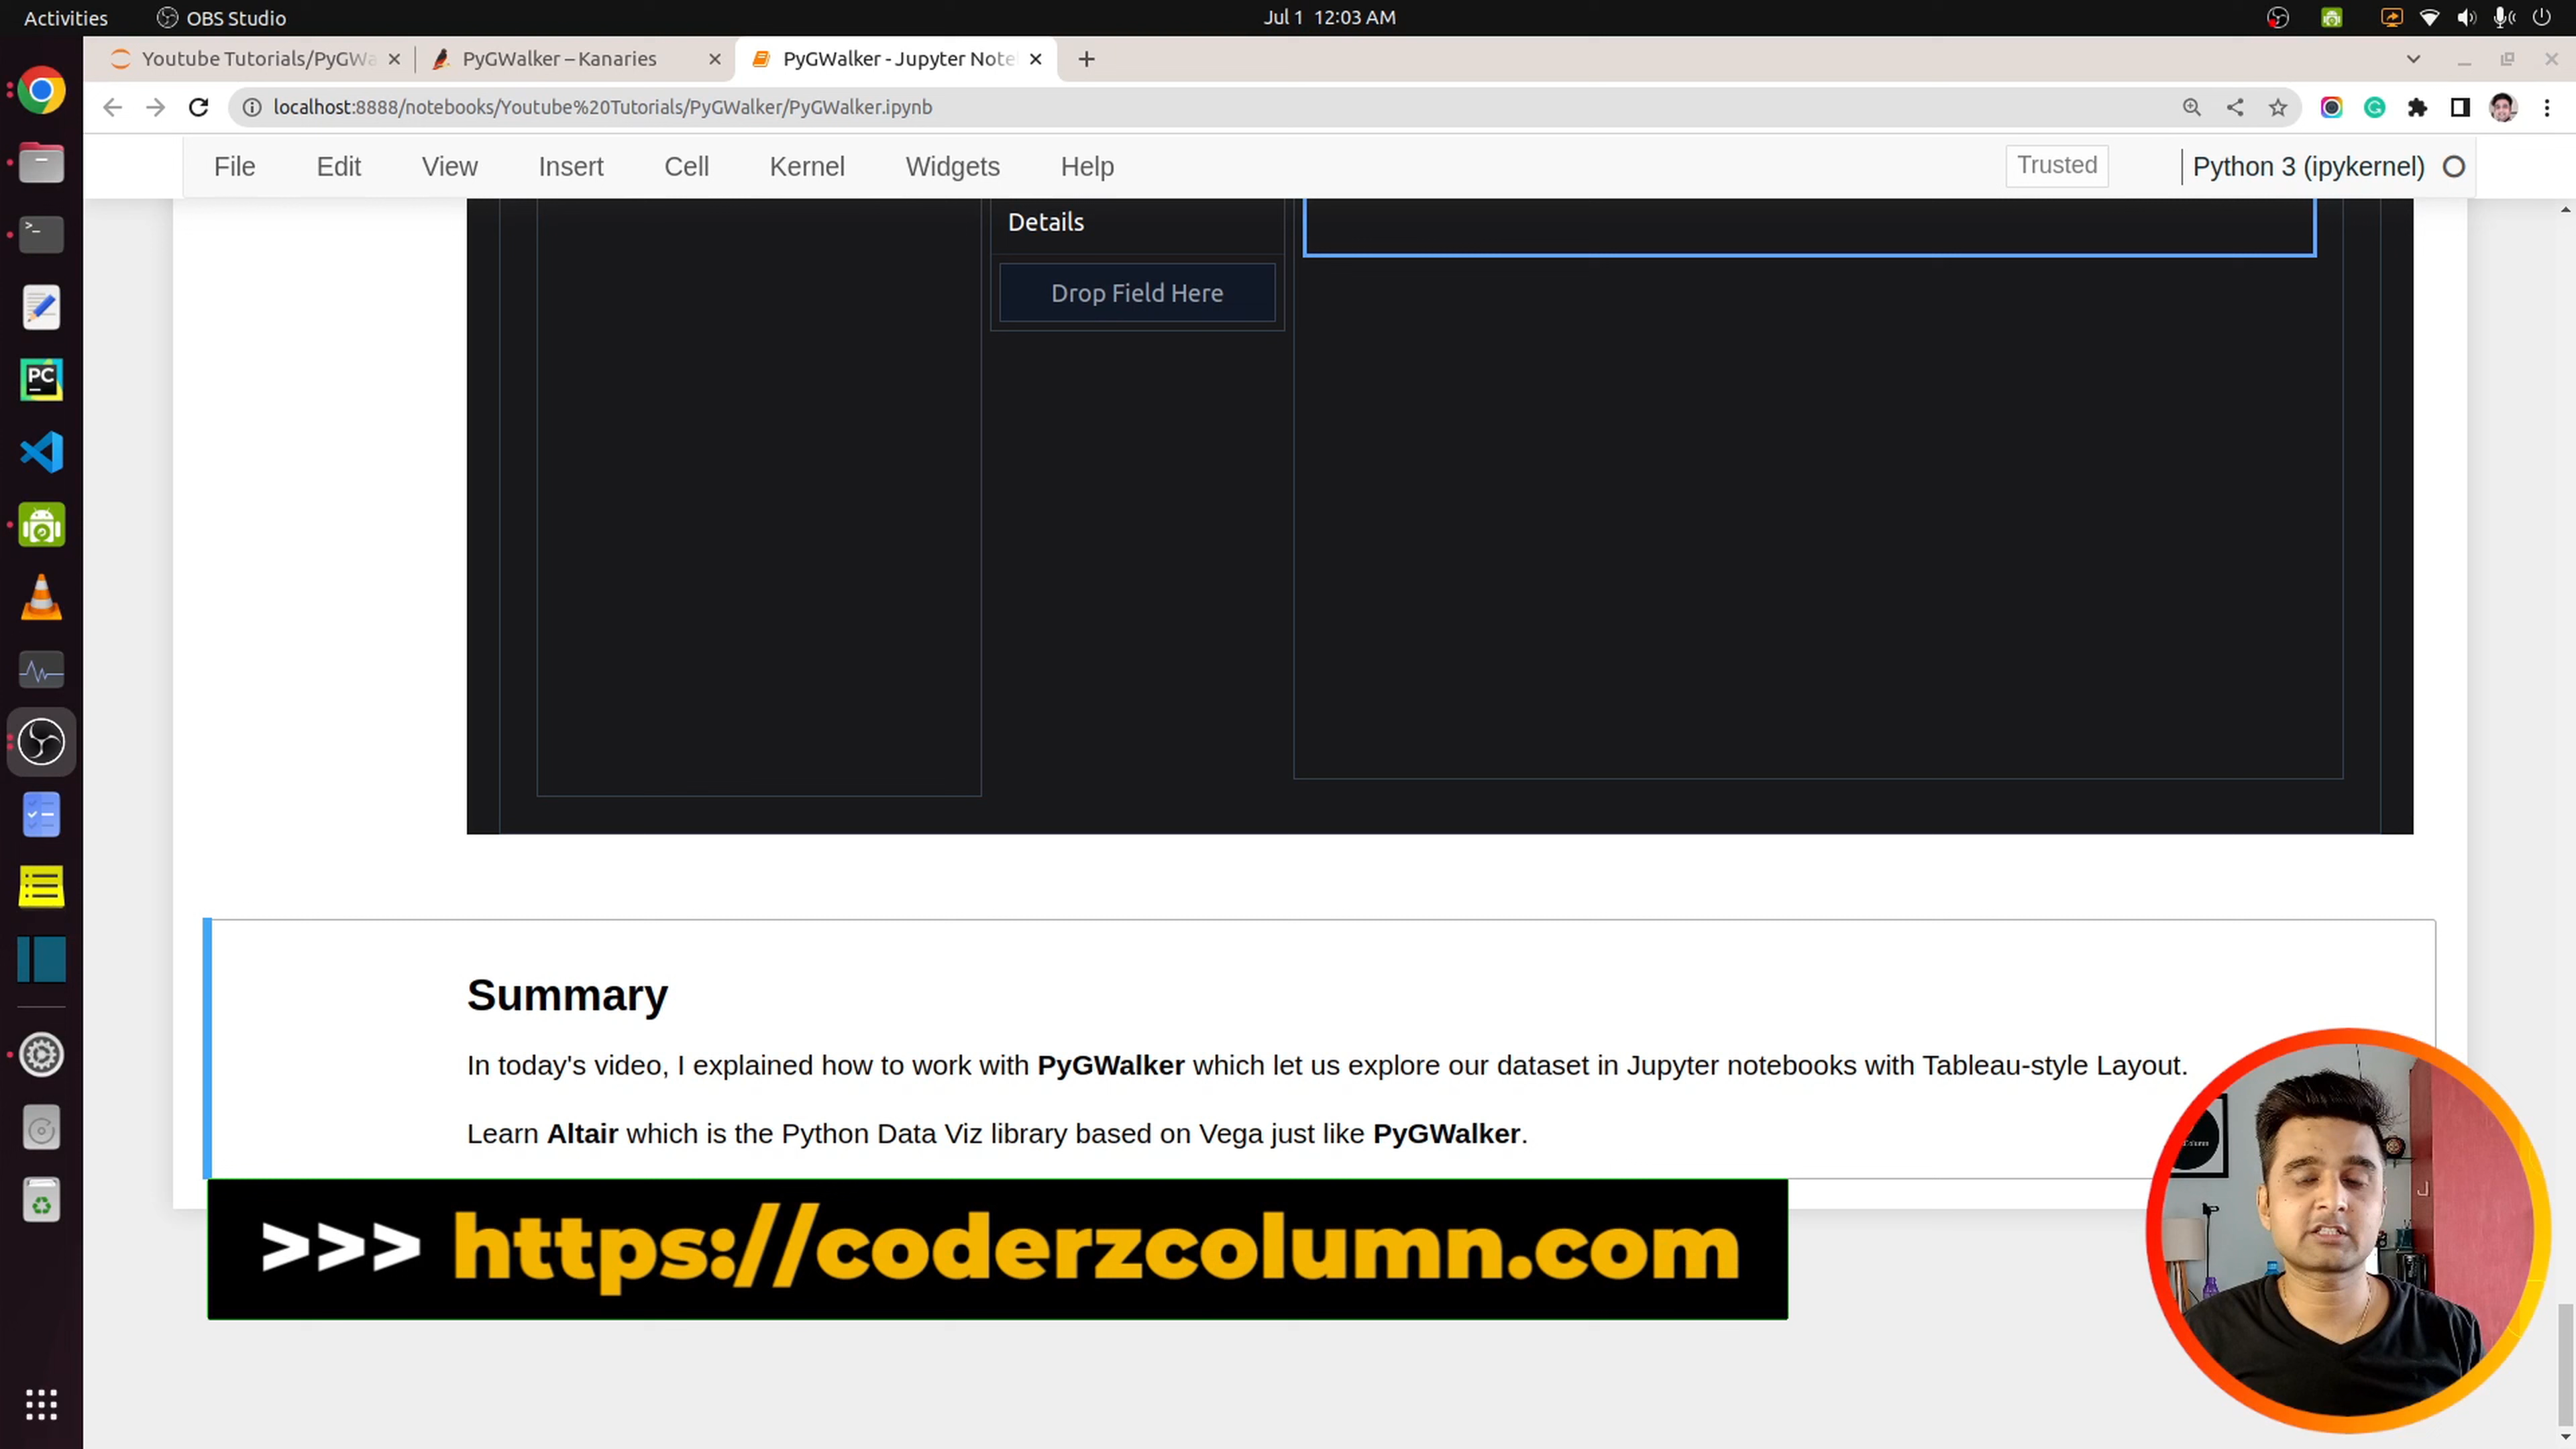 Activities
OBS Studio
Jul 1 12:03 AM
Youtube Tutorials/PyGWa
PyGWalker – Kanaries
PyGWalker - Jupyter Note
localhost:8888/notebooks/Youtube%20Tutorials/PyGWalker/PyGWalker.ipynb
File Edit View Insert Cell Kernel Widgets Help
Trusted
Python 3 (ipykernel)
Details
Drop Field Here
PC
Summary
In today's video, I explained how to work with PyGWalker which let us explore our dataset in Jupyter notebooks with Tableau-style Layout.
Learn Altair which is the Python Data Viz library based on Vega just like PyGWalker.
>>> https://coderzcolumn.com